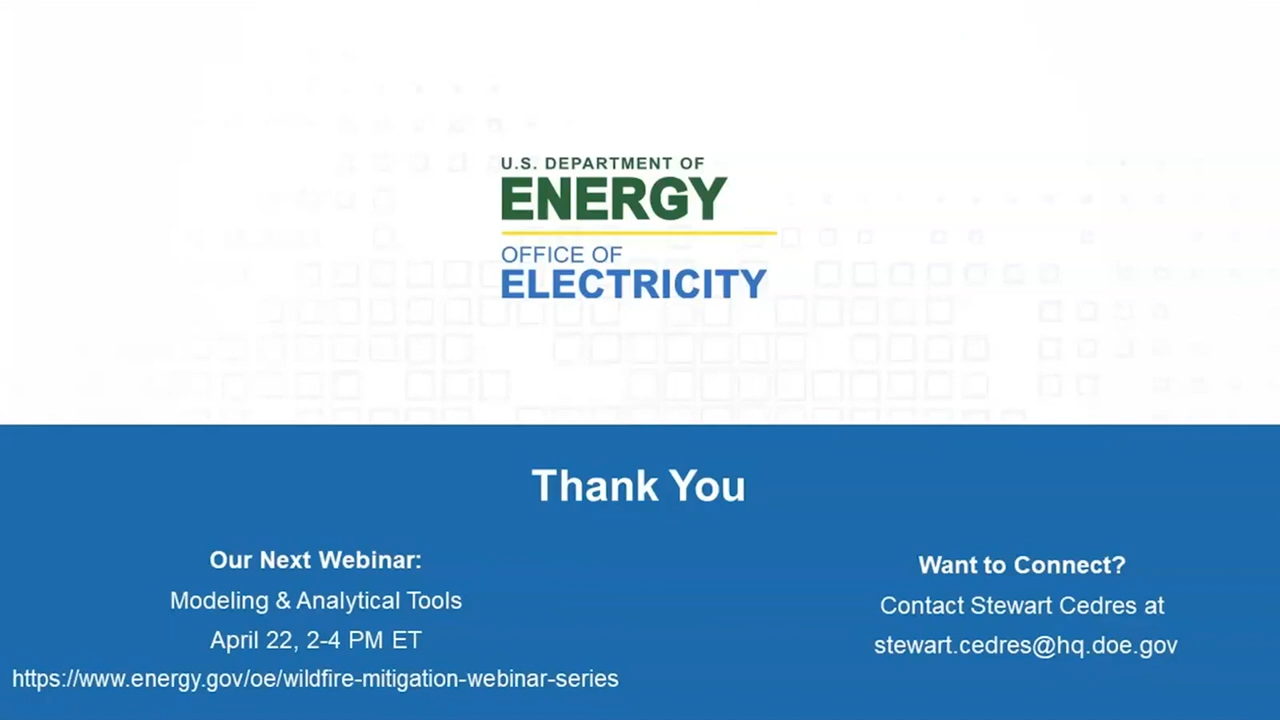 U.S. DEPARTMENT OF
ENERGY
OFFICE OF
ELECTRICITY
Thank You
Our Next Webinar:
Modeling & Analytical Tools
April 22, 2-4 PM ET
https://www.energy.gov/oe/wildfire-mitigation-webinar-series
Want to Connect?
Contact Stewart Cedres at
stewart.cedres@hq.doe.gov